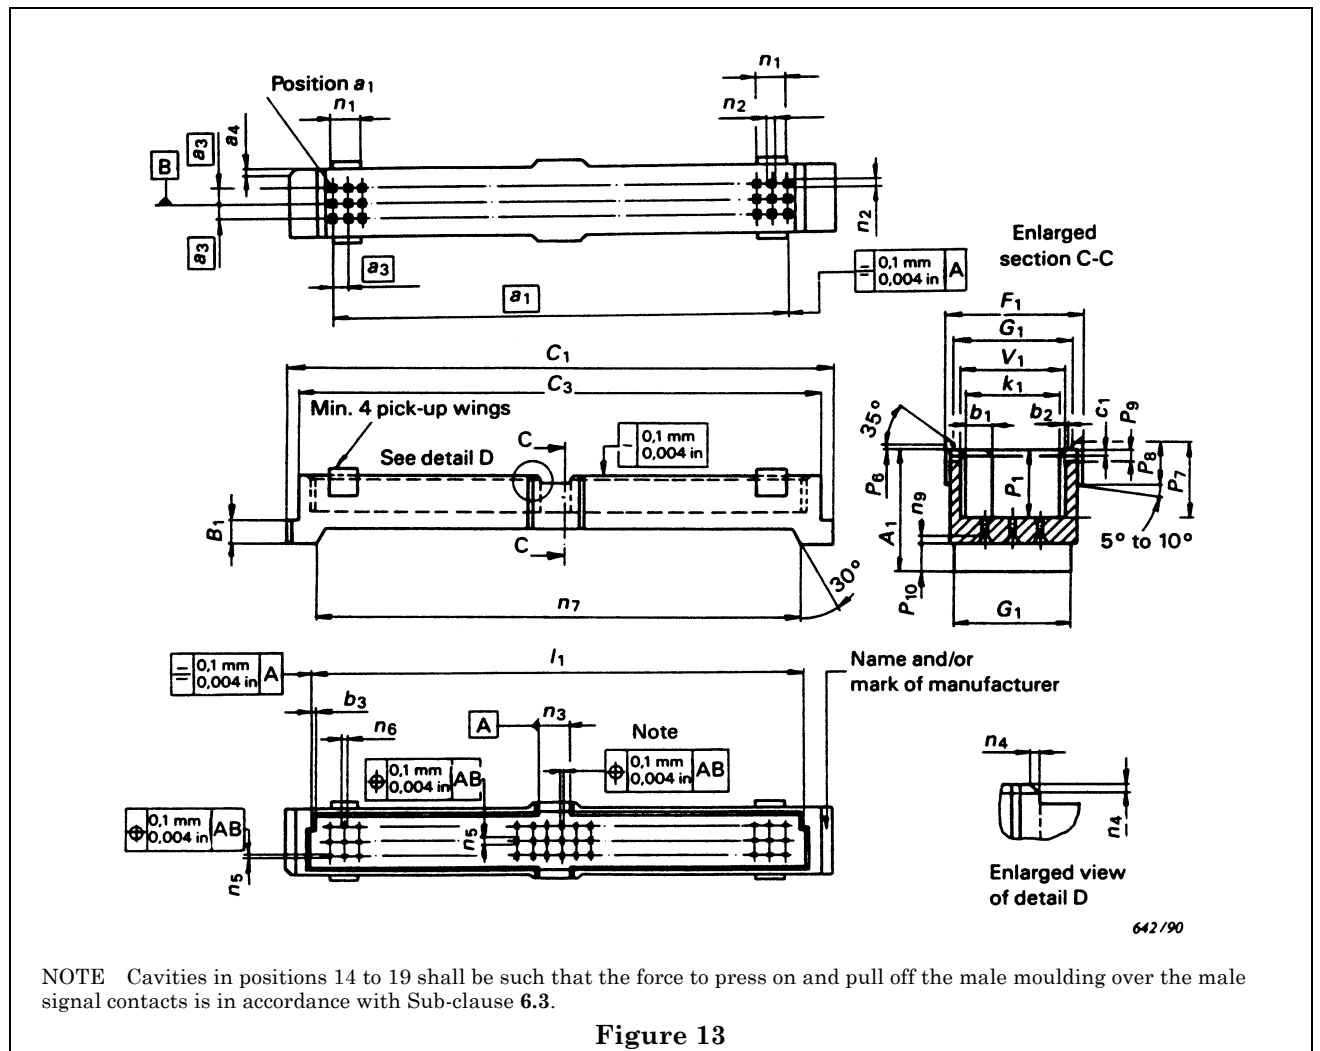 Position a1
n1
n1
n2
a4
a3
B
a3
a3
n2
a1
0,1 mm
0,004 in
A
Enlarged
section C-C
F1
G1
V1
k1
b1
b2
c1
P9
35°
P6
n9
A1
P1
P8
P7
P10
5° to 10°
G1
C1
C3
Min. 4 pick-up wings
C
0,1 mm
0,004 in
See detail D
B1
C
30°
n7
0,1 mm
0,004 in
A
l1
Name and/or
mark of manufacturer
b3
n6
A
n3
Note
0,1 mm
0,004 in
AB
0,1 mm
0,004 in
AB
0,1 mm
0,004 in
AB
n5
n5
n4
n4
Enlarged view
of detail D
642/90
NOTE Cavities in positions 14 to 19 shall be such that the force to press on and pull off the male moulding over the male
signal contacts is in accordance with Sub-clause 6.3.
Figure 13